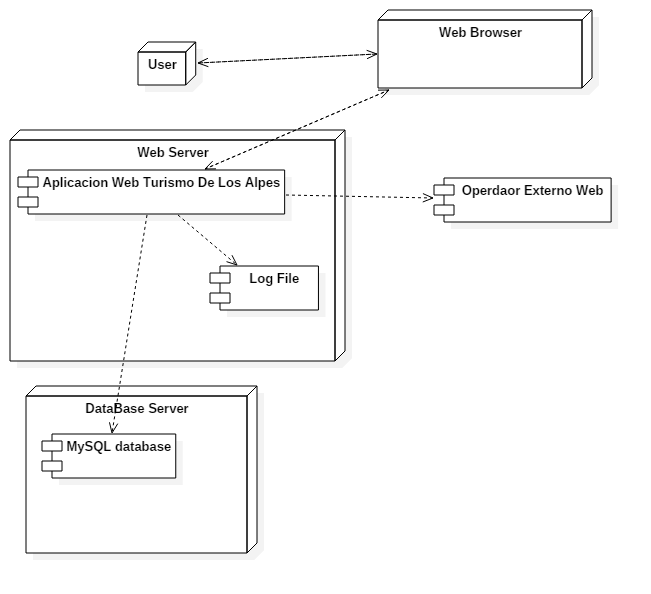 Web Browser
User
Web Server
Aplicacion Web Turismo De Los Alpes
Operdaor Externo Web
Log File
DataBase Server
MySQL database